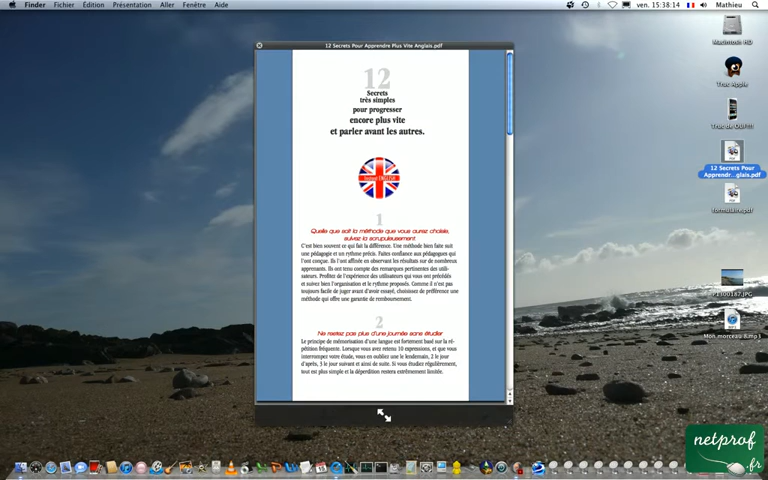 Finder Fichier Édition Présentation Aller Fenêtre Aide
ven. 15:38:14 Mathieu
12 Secrets Pour Apprendre Plus Vite Anglais.pdf
12
Secrets
très simples
pour progresser
encore plus vite
et parler avant les autres.
instant ENGLISH
1
Quelle que soit la méthode que vous aurez choisie,
suivez-la scrupuleusement.
C'est bien souvent ce qui fait la différence. Une méthode bien faite suit
une pédagogie et un rythme précis. Faites confiance aux pédagogues qui
l'ont conçue. Ils l'ont affinée en observant les résultats sur de nombreux
apprenants. Ils ont tenu compte des remarques pertinentes des utili-
sateurs. Profitez de l'expérience des utilisateurs qui vous ont précédés
et suivez bien l'organisation et le rythme proposés. Comme il n'est pas
toujours facile de juger avant d'avoir essayé, choisissez de préférence une
méthode qui offre une garantie de remboursement.
2
Ne restez pas plus d'une journée sans étudier
Le principe de mémorisation d'une langue est fortement basé sur la ré-
pétition fréquente. Lorsque vous avez retenu 10 expressions, et que vous
interrompez votre étude, vous en oubliez une le lendemain, 2 le jour
d'après, 3 le jour suivant et ainsi de suite. Si vous étudiez régulièrement,
tout est plus simple et la déperdition restera extrêmement limitée.
Macintosh HD
Truc Apple
Truc de OUF!!!
12 Secrets Pour
Apprendr...glais.pdf
formulaire.pdf
P1300187.JPG
Mon morceau 8.mp3
netprof
.fr